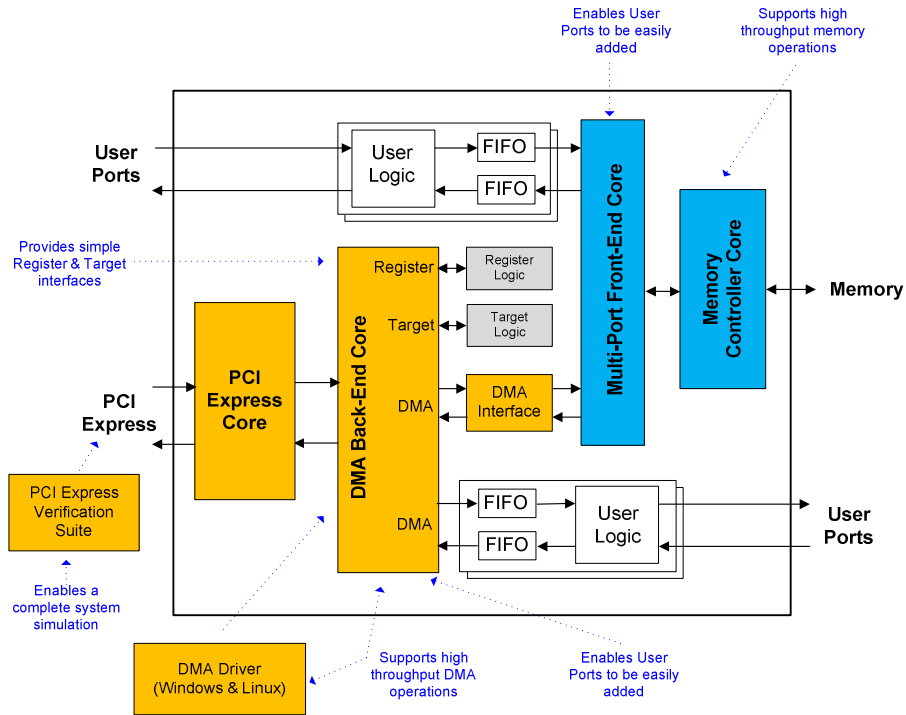 Enables User
Ports to be easily
added
Supports high
throughput memory
operations
User
Ports
User
Logic
FIFO
FIFO
Multi-Port Front-End Core
Memory
Controller Core
Memory
Provides simple
Register & Target
interfaces
Register
Register
Logic
Target
Target
Logic
DMA Back-End Core
PCI
Express
Core
PCI
Express
DMA
DMA
Interface
DMA
FIFO
FIFO
User
Logic
User
Ports
PCI Express
Verification
Suite
Enables a
complete system
simulation
DMA Driver
(Windows & Linux)
Supports high
throughput DMA
operations
Enables User
Ports to be easily
added